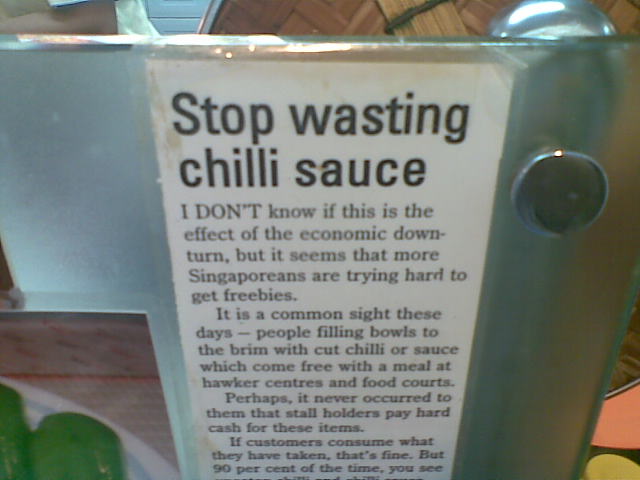 Stop wasting
chilli sauce
I DON'T know if this is the
effect of the economic down-
turn, but it seems that more
Singaporeans are trying hard to
get freebies.
It is a common sight these
days — people filling bowls to
the brim with cut chilli or sauce
which come free with a meal at
hawker centres and food courts.
Perhaps, it never occurred to
them that stall holders pay hard
cash for these items.
If customers consume what
they have taken, that's fine. But
90 per cent of the time, you see
chilli and chilli sauce